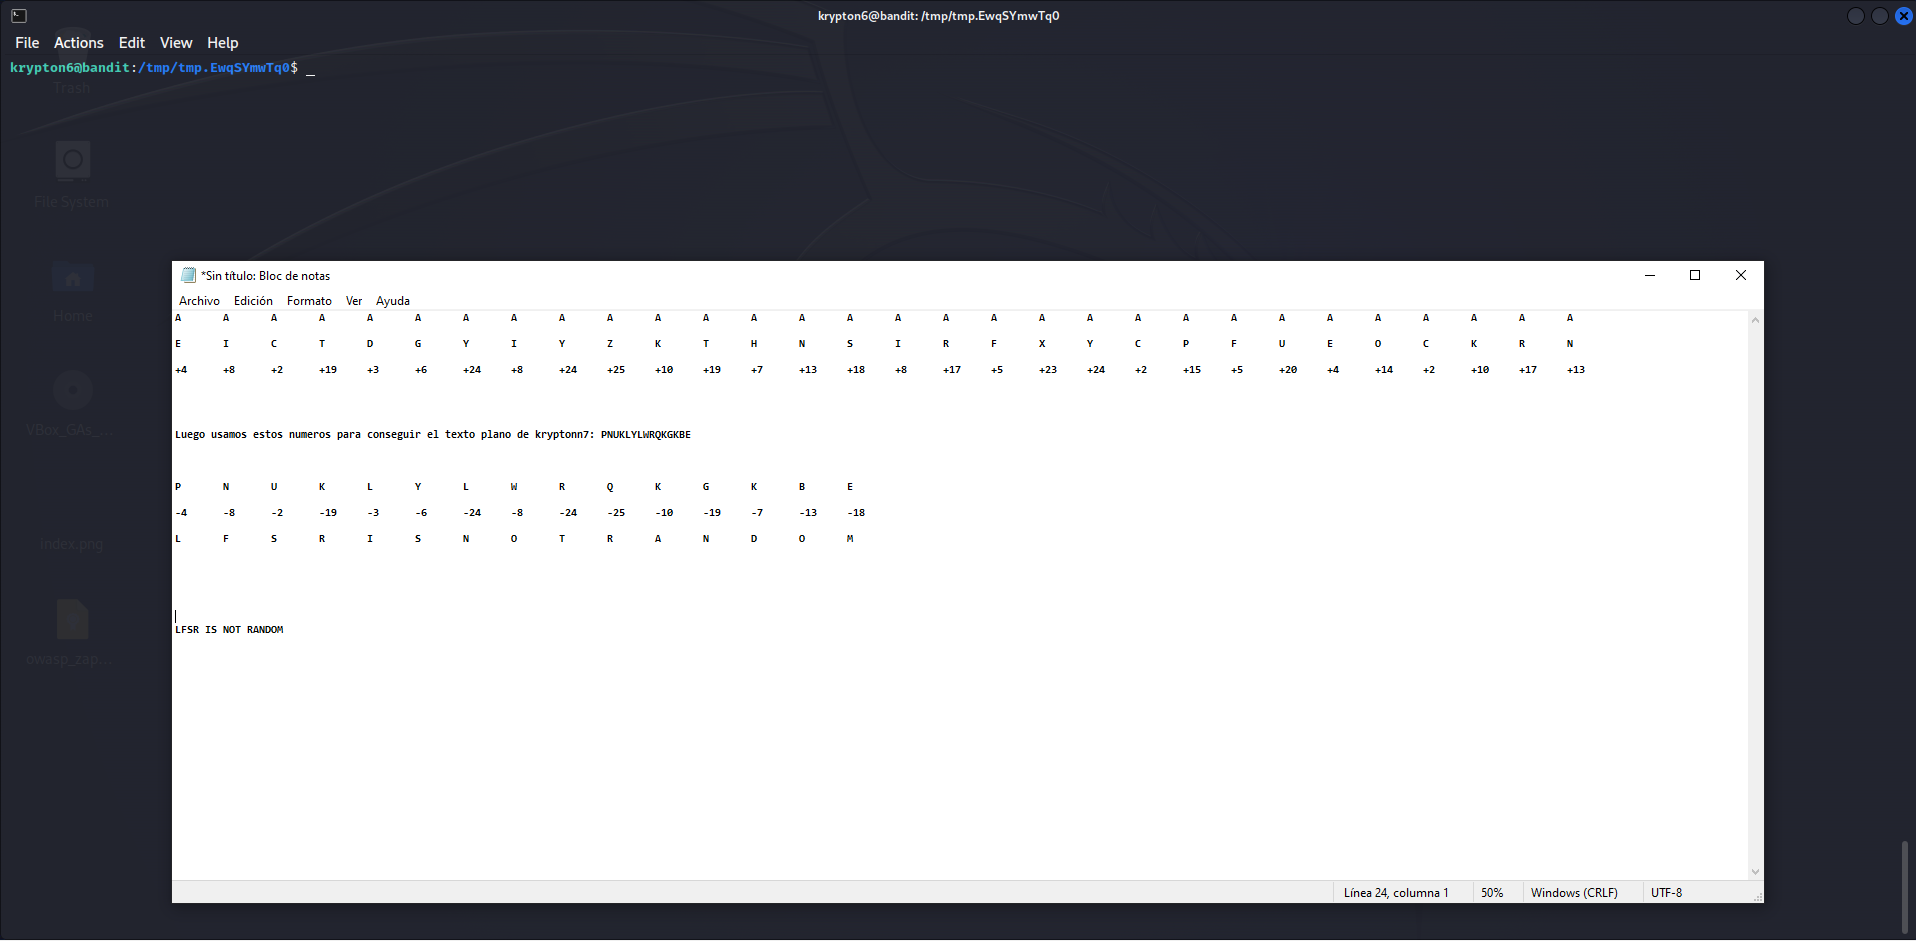 krypton6@bandit: /tmp/tmp.EwqSYmwTq0
File Actions Edit View Help
krypton6@bandit:/tmp/tmp.EwqSYmwTq0$ _
Trash
File System
Home
VBox_GAs_...
index.png
owasp_zap...
*Sin título: Bloc de notas
Archivo Edición Formato Ver Ayuda
A A A A A A A A A A A A A A A A A A A A A A A A A A A A A A
E I C T D G Y I Y Z K T H N S I R F X Y C P F U E O C K R N
+4 +8 +2 +19 +3 +6 +24 +8 +24 +25 +10 +19 +7 +13 +18 +8 +17 +5 +23 +24 +2 +15 +5 +20 +4 +14 +2 +10 +17 +13
Luego usamos estos numeros para conseguir el texto plano de kryptonn7: PNUKLYLWRQKGKBE
P N U K L Y L W R Q K G K B E
-4 -8 -2 -19 -3 -6 -24 -8 -24 -25 -10 -19 -7 -13 -18
L F S R I S N O T R A N D O M
LFSR IS NOT RANDOM
Línea 24, columna 1 50% Windows (CRLF) UTF-8